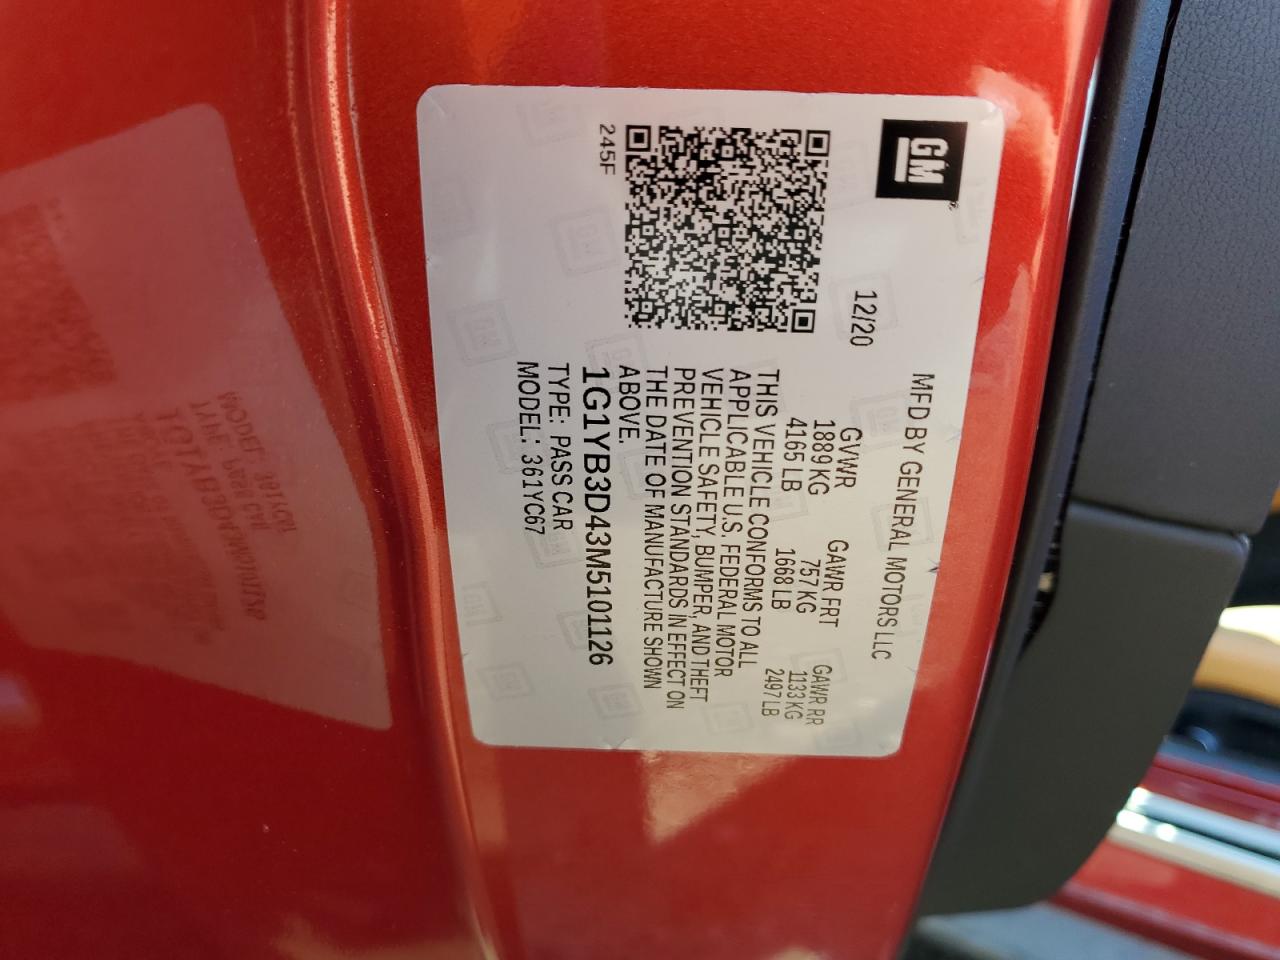 GM
MFD BY GENERAL MOTORS LLC
12/20
GVWR GAWR FRT GAWR RR
1889 KG 757 KG 1133 KG
4165 LB 1668 LB 2497 LB
THIS VEHICLE CONFORMS TO ALL
APPLICABLE U.S. FEDERAL MOTOR
VEHICLE SAFETY, BUMPER, AND THEFT
PREVENTION STANDARDS IN EFFECT ON
THE DATE OF MANUFACTURE SHOWN
ABOVE.
1G1YB3D43M5101126
TYPE: PASS CAR
MODEL: 361YC67
245F